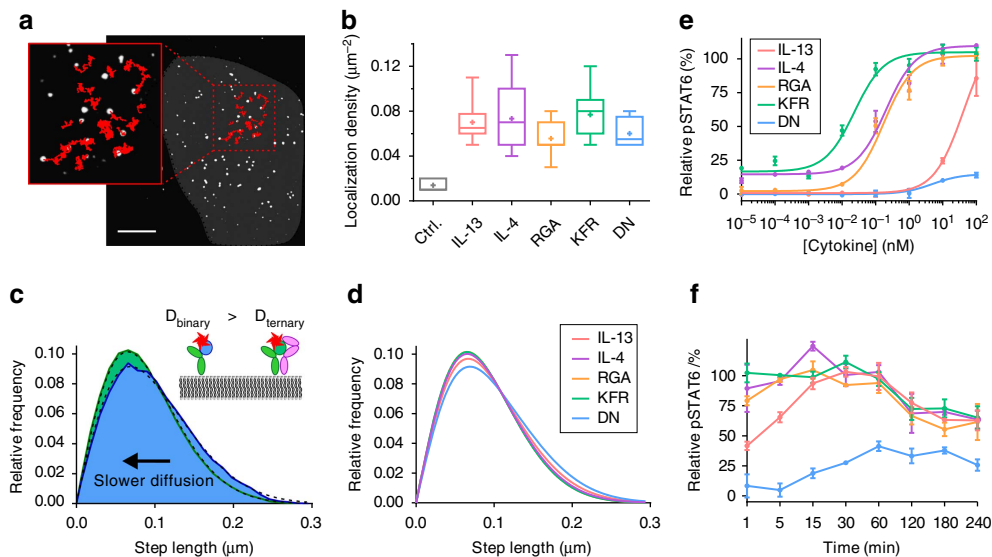 a
b
Localization density (μm⁻²)
0.12
0.08
0.04
0.00
Ctrl.
IL-13
IL-4
RGA
KFR
DN
e
Relative pSTAT6 (%)
100
75
50
25
0
IL-13
IL-4
RGA
KFR
DN
10⁻⁵ 10⁻⁴ 10⁻³ 10⁻² 10⁻¹ 10⁰ 10¹ 10²
[Cytokine] (nM)
c
D binary > D ternary
Relative frequency
0.10
0.08
0.06
0.04
0.02
0.00
Slower diffusion
0.0 0.1 0.2 0.3
Step length (μm)
d
Relative frequency
0.10
0.08
0.06
0.04
0.02
0.00
IL-13
IL-4
RGA
KFR
DN
0.0 0.1 0.2 0.3
Step length (μm)
f
Relative pSTAT6 /%
100
75
50
25
0
1 5 15 30 60 120 180 240
Time (min)